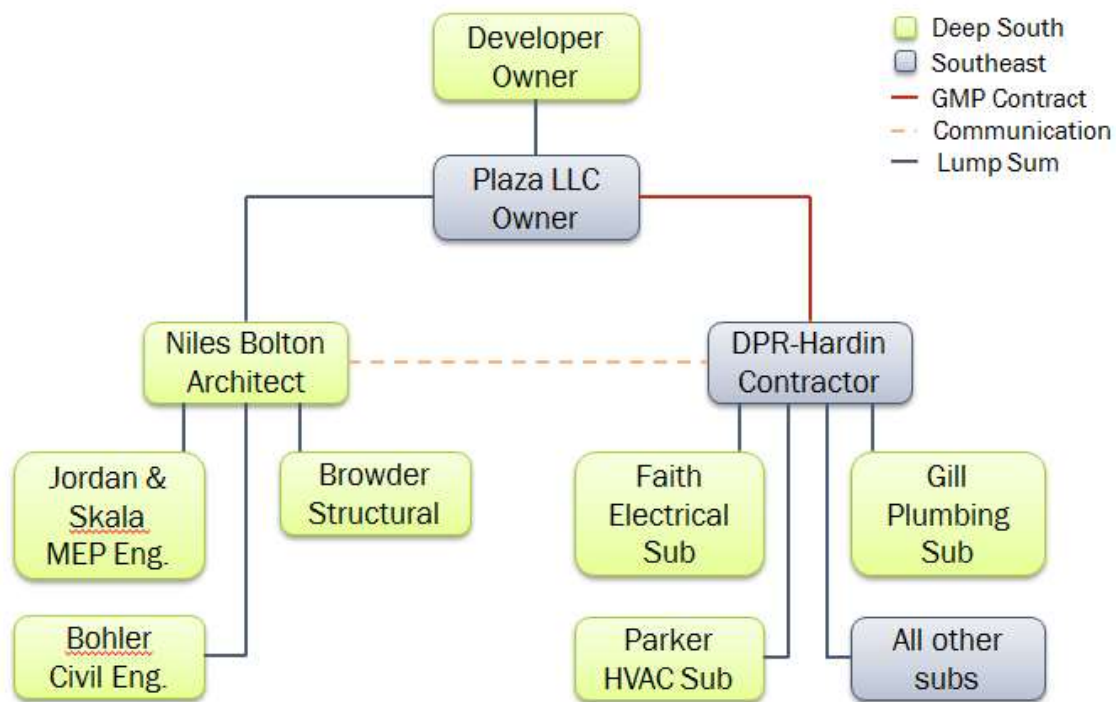 Developer
Owner
Deep South
Southeast
GMP Contract
Communication
Lump Sum
Plaza LLC
Owner
Niles Bolton
Architect
DPR-Hardin
Contractor
Jordan &
Skala
MEP Eng.
Browder
Structural
Faith
Electrical
Sub
Gill
Plumbing
Sub
Bohler
Civil Eng.
Parker
HVAC Sub
All other
subs